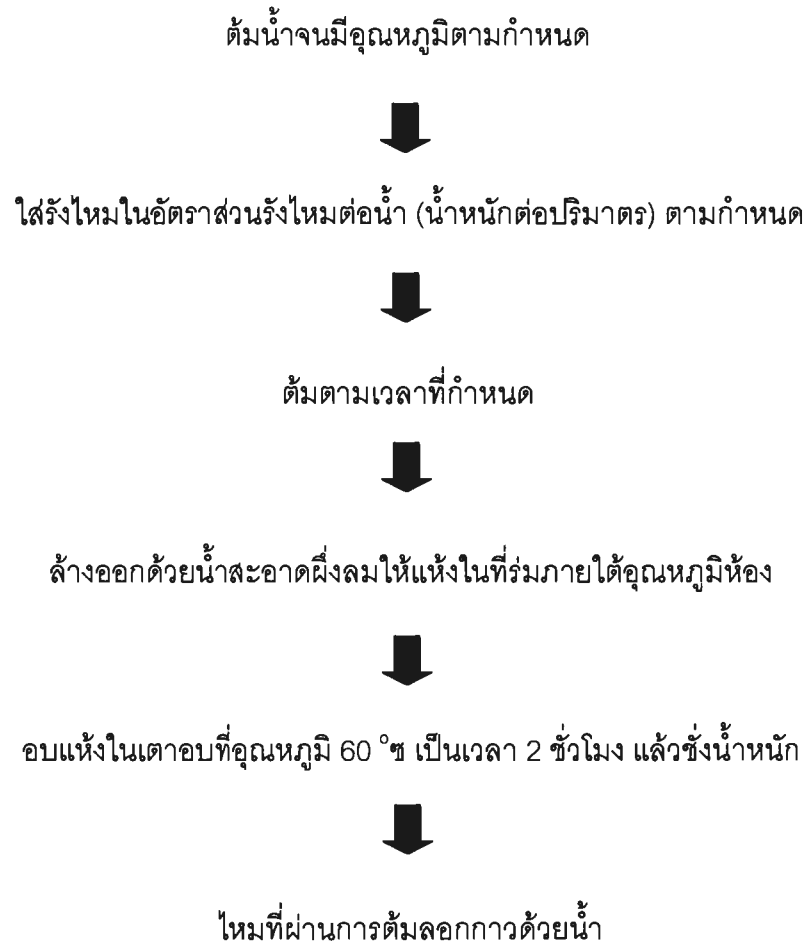 ต้มน้ำจนมีอุณหภูมิตามกำหนด
ใส่รังไหมในอัตราส่วนรังไหมต่อน้ำ (น้ำหนักต่อปริมาตร) ตามกำหนด
ต้มตามเวลาที่กำหนด
ล้างออกด้วยน้ำสะอาดผึ่งลมให้แห้งในที่ร่มภายใต้อุณหภูมิห้อง
อบแห้งในเตาอบที่อุณหภูมิ 60 °ซ เป็นเวลา 2 ชั่วโมง แล้วชั่งน้ำหนัก
ไหมที่ผ่านการต้มลอกกาวด้วยน้ำ